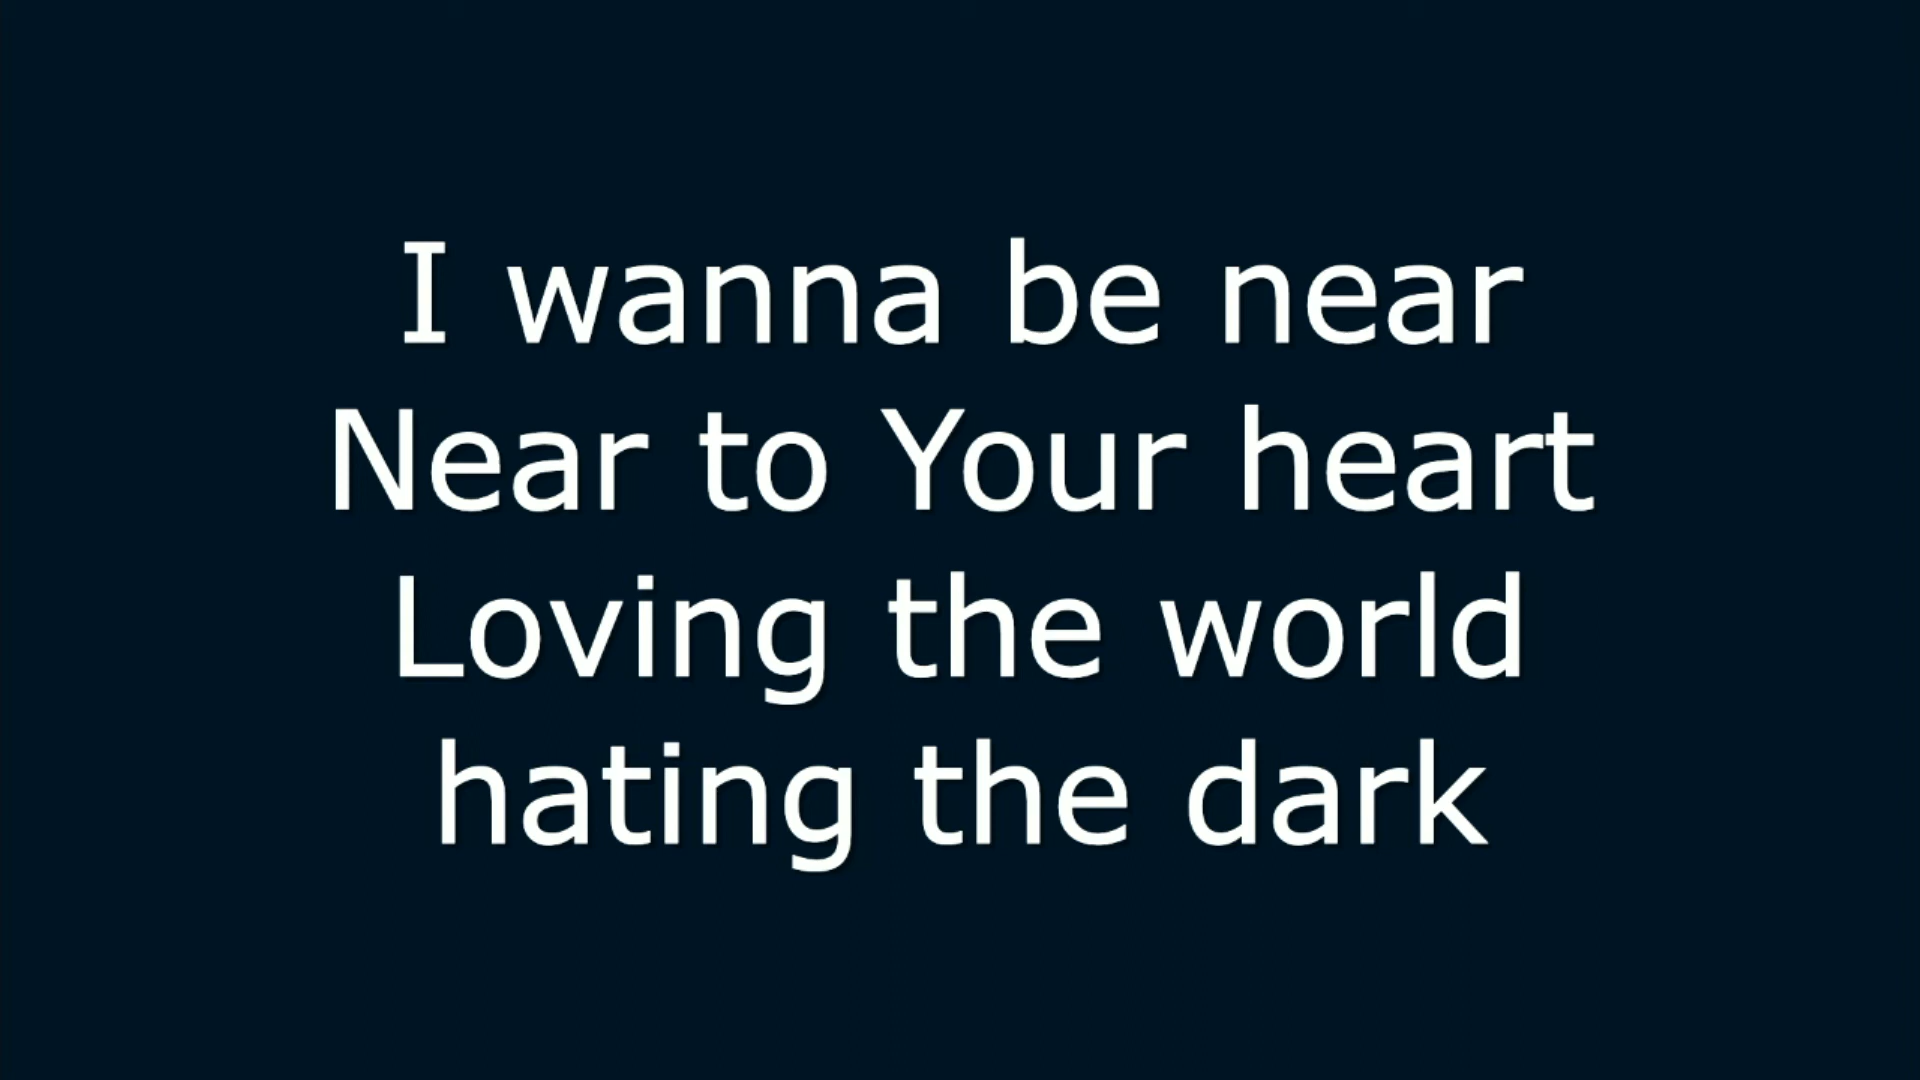 I wanna be near
Near to Your heart
Loving the world
hating the dark